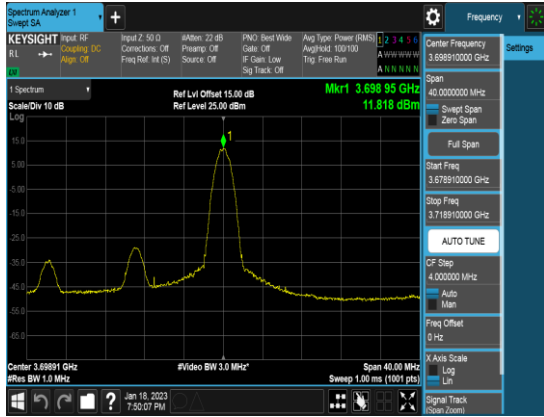 Spectrum Analyzer 1
Swept SA
Frequency
KEYSIGHT
RL
Input: RF
Coupling: DC
Align: Off
Input Z: 50 Ω
Corrections: Off
Freq Ref: Int (S)
#Atten: 22 dB
Preamp: Off
Source: Off
PNO: Best Wide
Gate: Off
IF Gain: Low
Sig Track: Off
Avg Type: Power (RMS)
Avg|Hold: 100/100
Trig: Free Run
1 2 3 4 5 6
A W W W W W
A N N N N N
1 Spectrum
Scale/Div 10 dB
Ref Lvl Offset 15.00 dB
Ref Level 25.00 dBm
Mkr1 3.698 95 GHz
11.818 dBm
Log
15.0
5.00
-5.00
-15.0
-25.0
-35.0
-45.0
-55.0
-65.0
1
Center 3.69891 GHz
#Res BW 1.0 MHz
#Video BW 3.0 MHz*
Span 40.00 MHz
Sweep 1.00 ms (1001 pts)
Center Frequency
3.698910000 GHz
Settings
Span
40.0000000 MHz
Swept Span
Zero Span
Full Span
Start Freq
3.678910000 GHz
Stop Freq
3.718910000 GHz
AUTO TUNE
CF Step
4.000000 MHz
Auto
Man
Freq Offset
0 Hz
X Axis Scale
Log
Lin
Signal Track
(Span Zoom)
Jan 18, 2023
7:50:07 PM